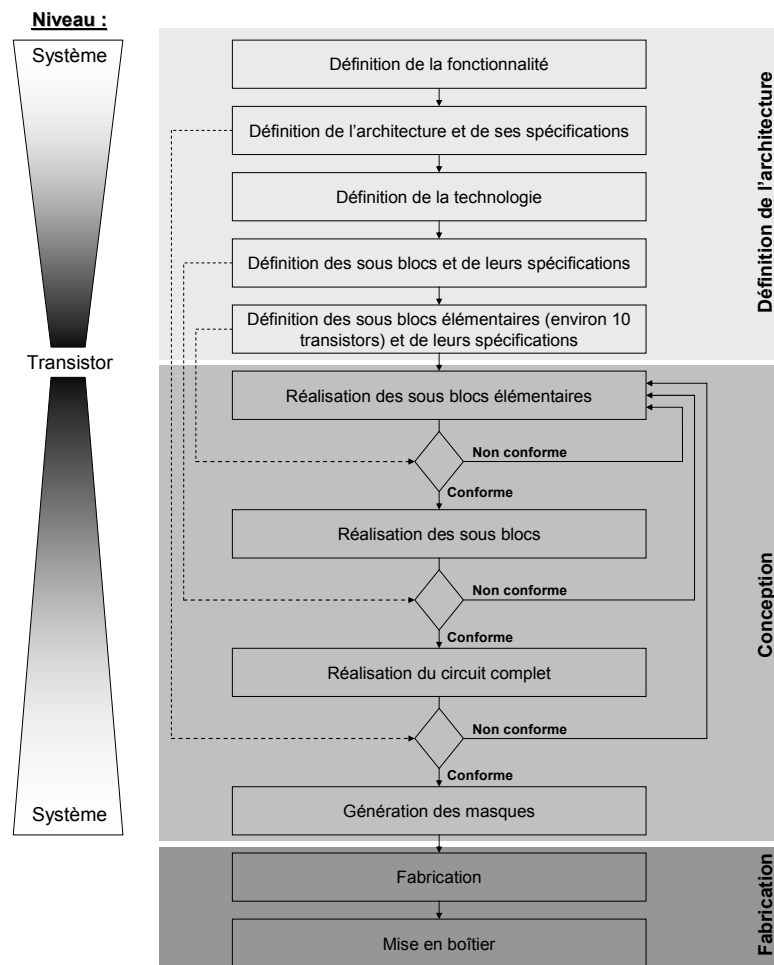 Niveau :
Système
Définition de la fonctionnalité
Définition de l'architecture et de ses spécifications
Définition de la technologie
Définition des sous blocs et de leurs spécifications
Définition des sous blocs élémentaires (environ 10
transistors) et de leurs spécifications
Définition de l'architecture
Transistor
Réalisation des sous blocs élémentaires
Non conforme
Conforme
Réalisation des sous blocs
Non conforme
Conforme
Réalisation du circuit complet
Non conforme
Conforme
Génération des masques
Système
Conception
Fabrication
Mise en boîtier
Fabrication